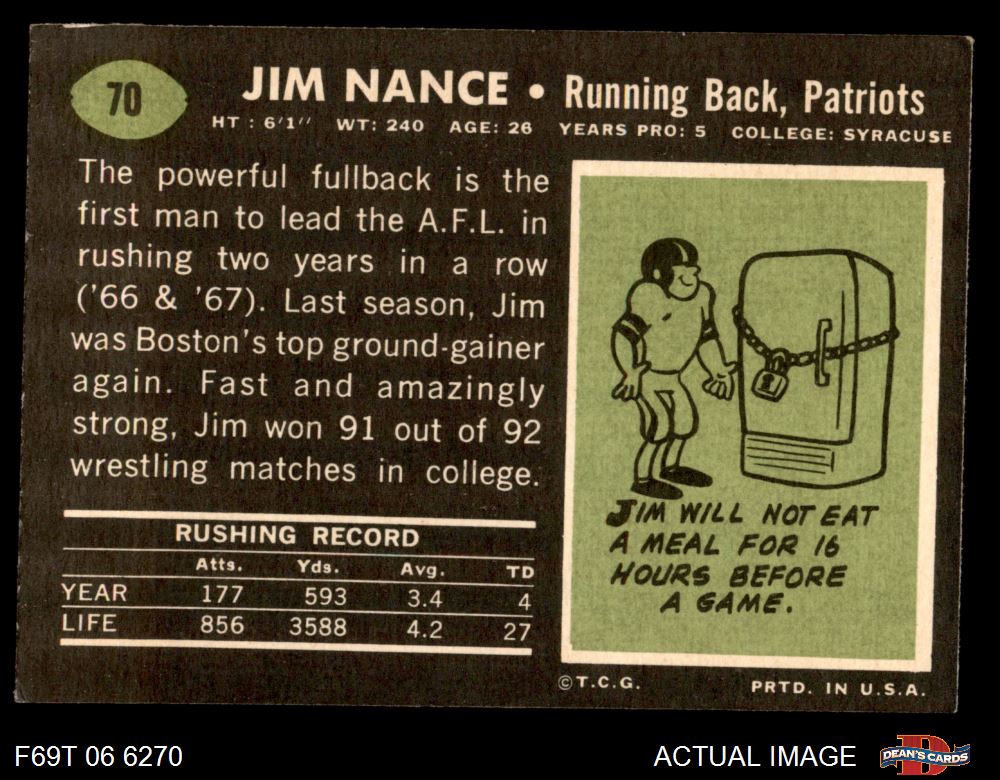 70
JIM NANCE • Running Back, Patriots
HT : 6'1" WT: 240 AGE: 26 YEARS PRO: 5 COLLEGE: SYRACUSE
The powerful fullback is the
first man to lead the A.F.L. in
rushing two years in a row
('66 & '67). Last season, Jim
was Boston's top ground-gainer
again. Fast and amazingly
strong, Jim won 91 out of 92
wrestling matches in college.
RUSHING RECORD
Atts. Yds. Avg. TD
YEAR 177 593 3.4 4
LIFE 856 3588 4.2 27
JIM WILL NOT EAT
A MEAL FOR 16
HOURS BEFORE
A GAME.
©T.C.G. PRTD. IN U.S.A.
F69T 06 6270
ACTUAL IMAGE
DEAN'S CARDS